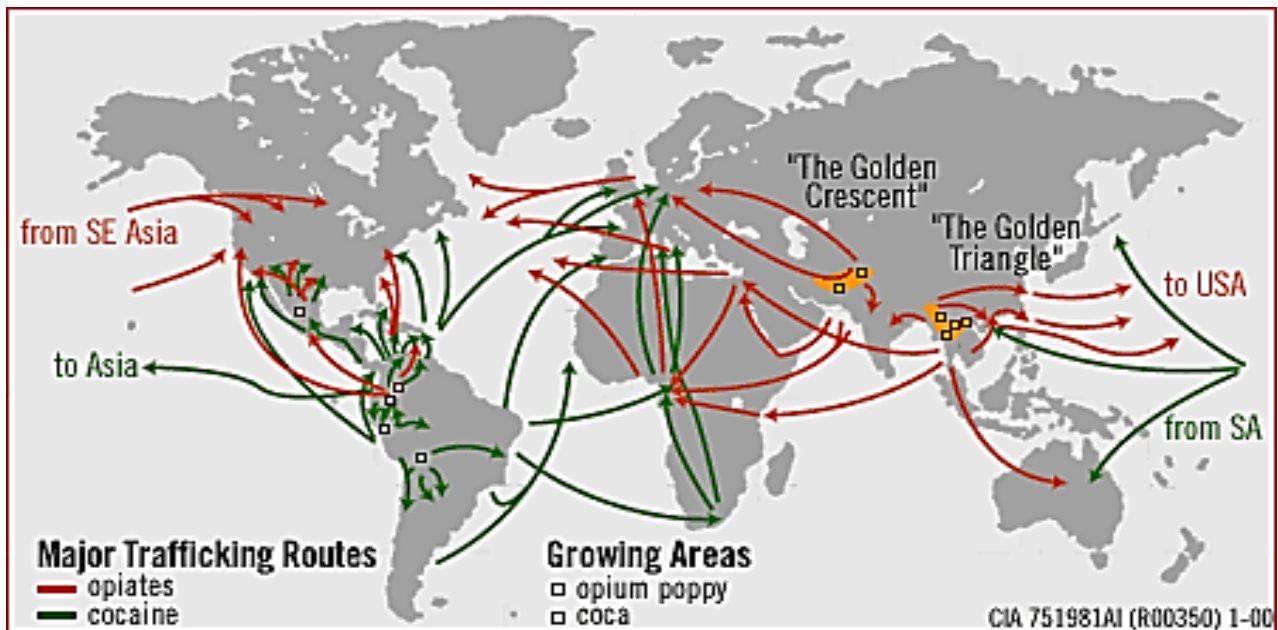 "The Golden
Crescent"
"The Golden
Triangle"
from SE Asia
to USA
to Asia
from SA
Major Trafficking Routes
opiates
cocaine
Growing Areas
opium poppy
coca
CIA 751981AI (R00350) 1-00